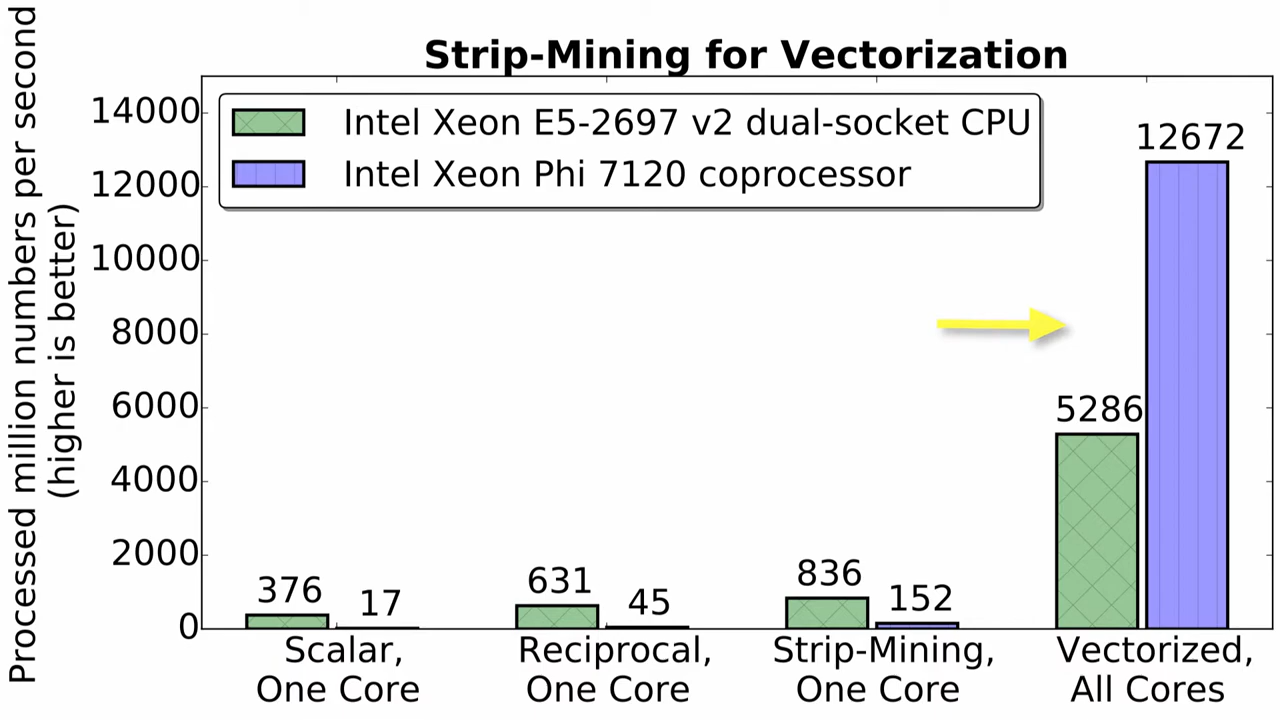 Strip-Mining for Vectorization
Processed million numbers per second
(higher is better)
14000
12000
10000
8000
6000
4000
2000
0
Intel Xeon E5-2697 v2 dual-socket CPU
Intel Xeon Phi 7120 coprocessor
376
17
631
45
836
152
5286
12672
Scalar,
One Core
Reciprocal,
One Core
Strip-Mining,
One Core
Vectorized,
All Cores